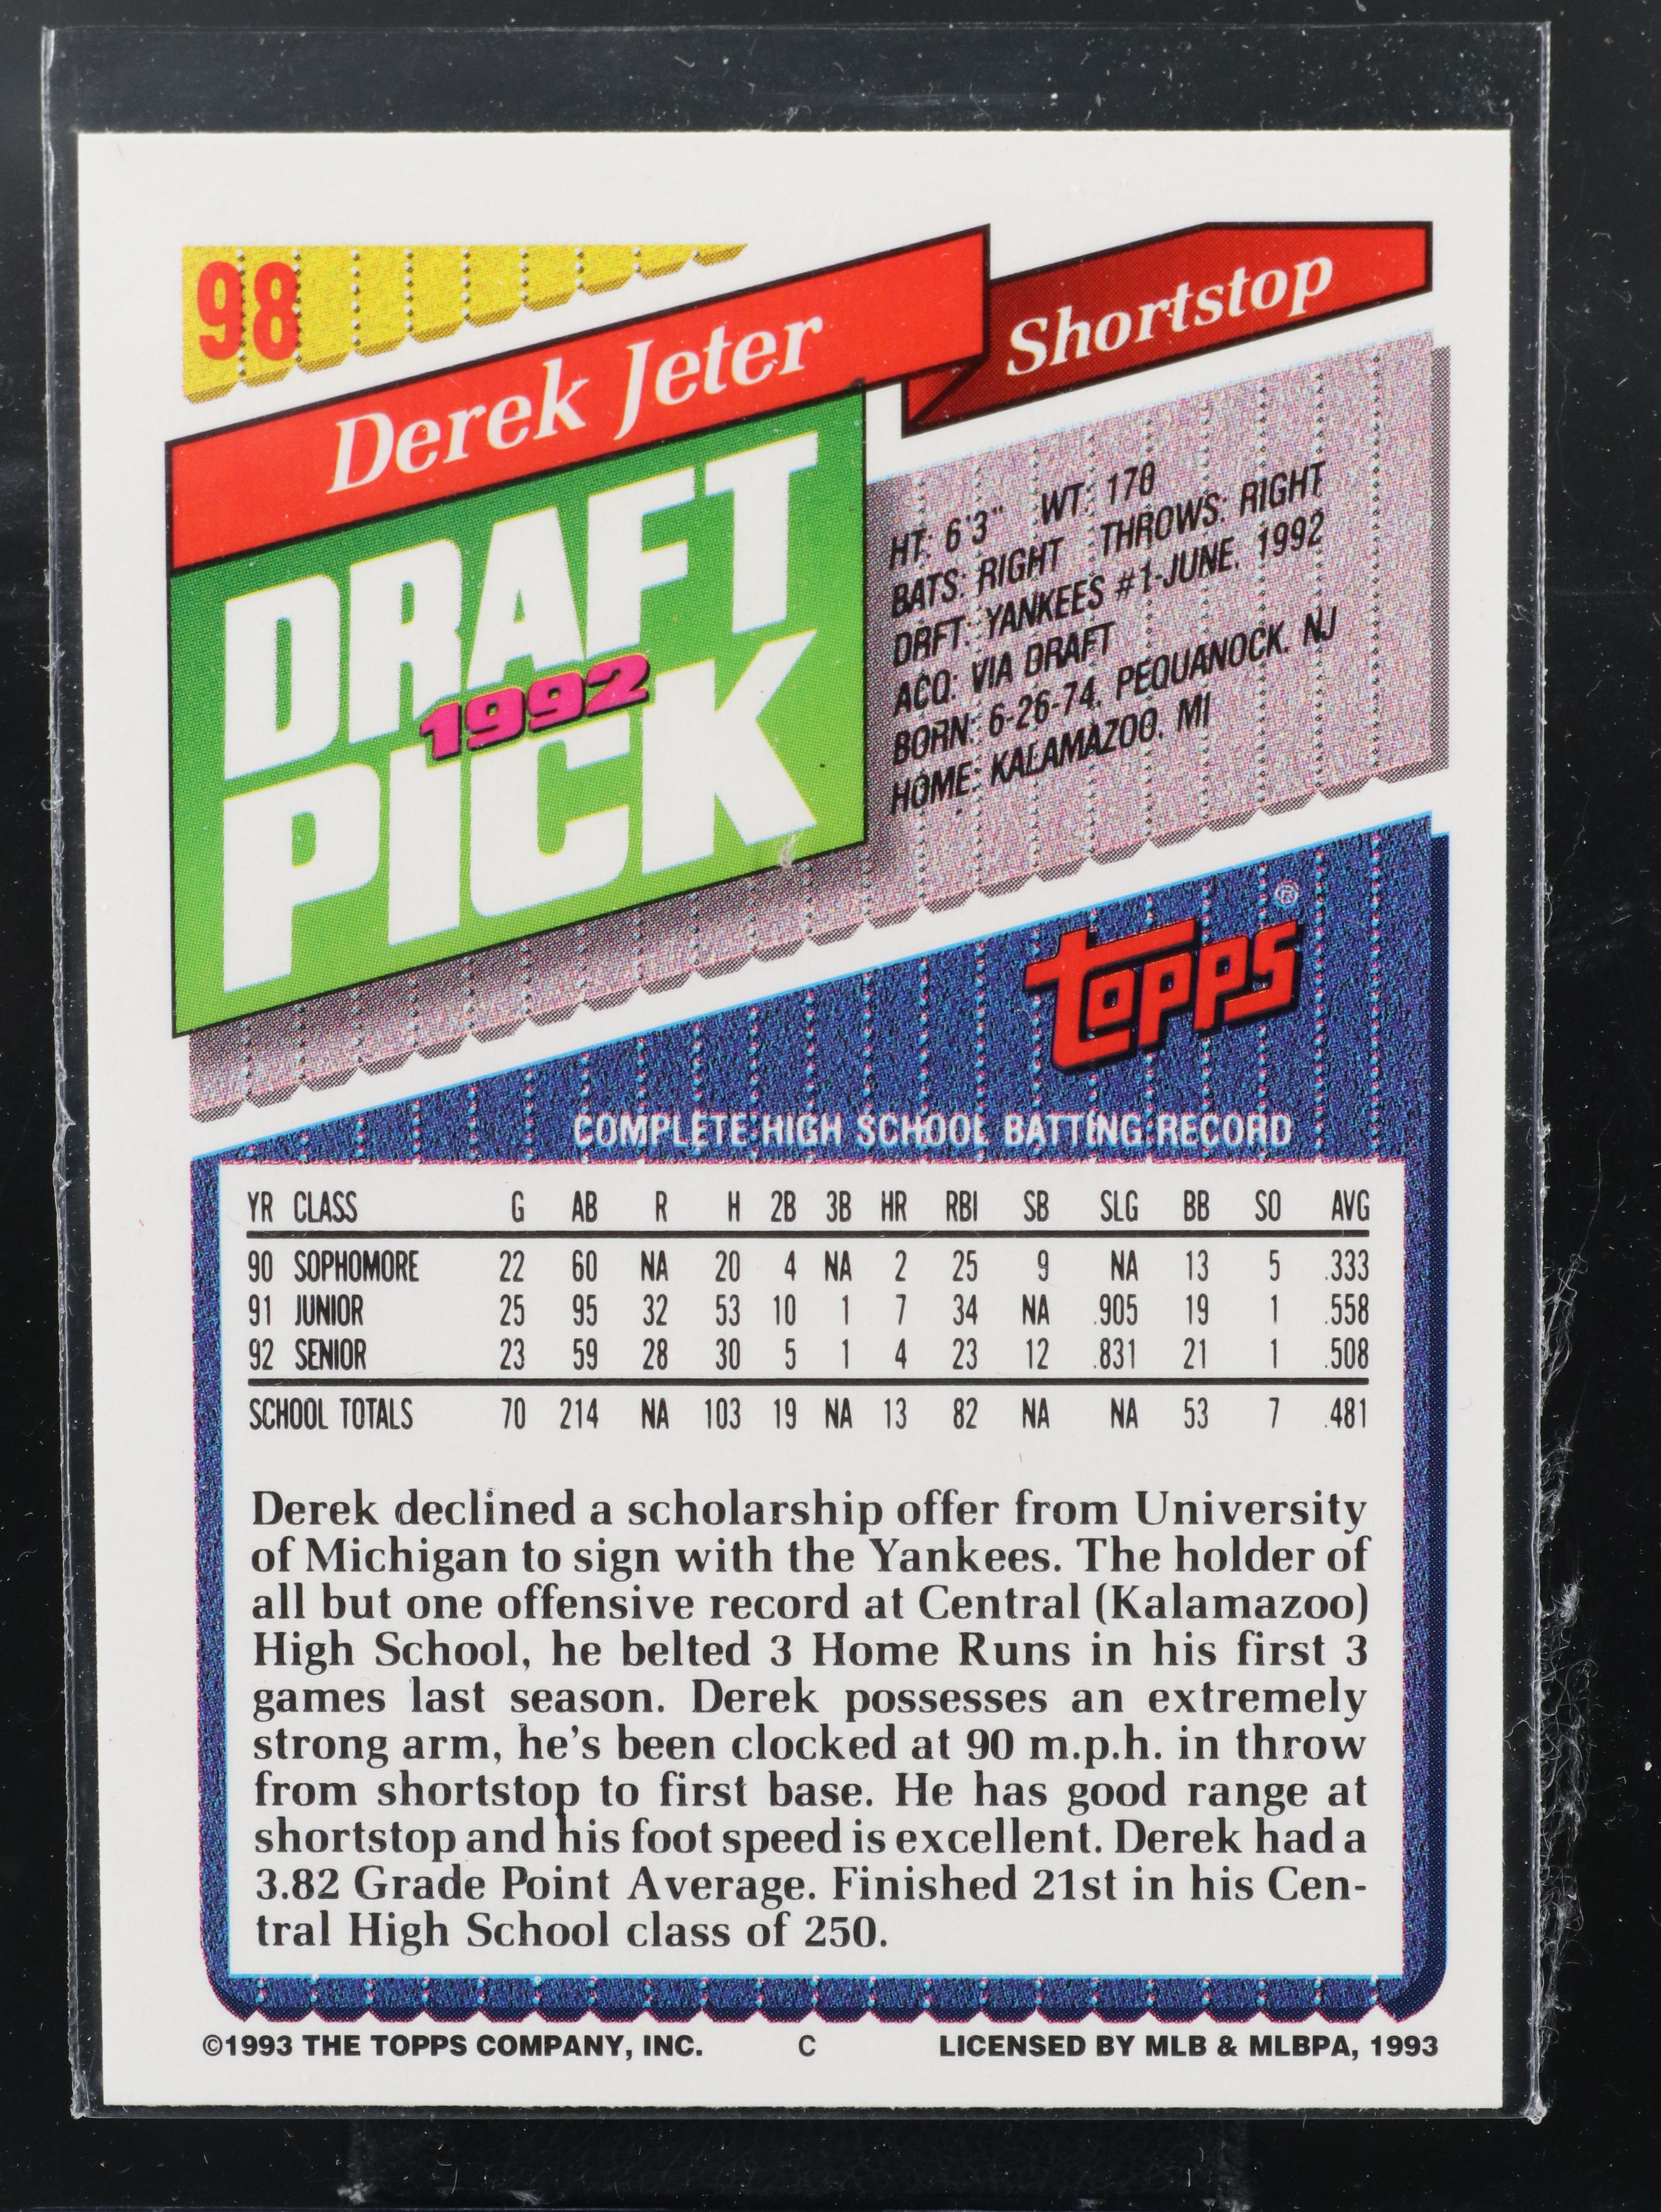 98
Derek Jeter
Shortstop
DRAFT
1992
PICK
HT: 6'3" WT: 170
BATS: RIGHT THROWS: RIGHT
DRFT: YANKEES #1-JUNE, 1992
ACQ: VIA DRAFT
BORN: 6-26-74, PEQUANOCK, NJ
HOME: KALAMAZOO, MI
TOPPS ®
COMPLETE HIGH SCHOOL BATTING RECORD
YR CLASS G AB R H 2B 3B HR RBI SB SLG BB SO AVG
90 SOPHOMORE 22 60 NA 20 4 NA 2 25 9 NA 13 5 .333
91 JUNIOR 25 95 32 53 10 1 7 34 NA .905 19 1 .558
92 SENIOR 23 59 28 30 5 1 4 23 12 .831 21 1 .508
SCHOOL TOTALS 70 214 NA 103 19 NA 13 82 NA NA 53 7 .481
Derek declined a scholarship offer from University
of Michigan to sign with the Yankees. The holder of
all but one offensive record at Central (Kalamazoo)
High School, he belted 3 Home Runs in his first 3
games last season. Derek possesses an extremely
strong arm, he's been clocked at 90 m.p.h. in throw
from shortstop to first base. He has good range at
shortstop and his foot speed is excellent. Derek had a
3.82 Grade Point Average. Finished 21st in his Cen-
tral High School class of 250.
©1993 THE TOPPS COMPANY, INC. C LICENSED BY MLB & MLBPA, 1993